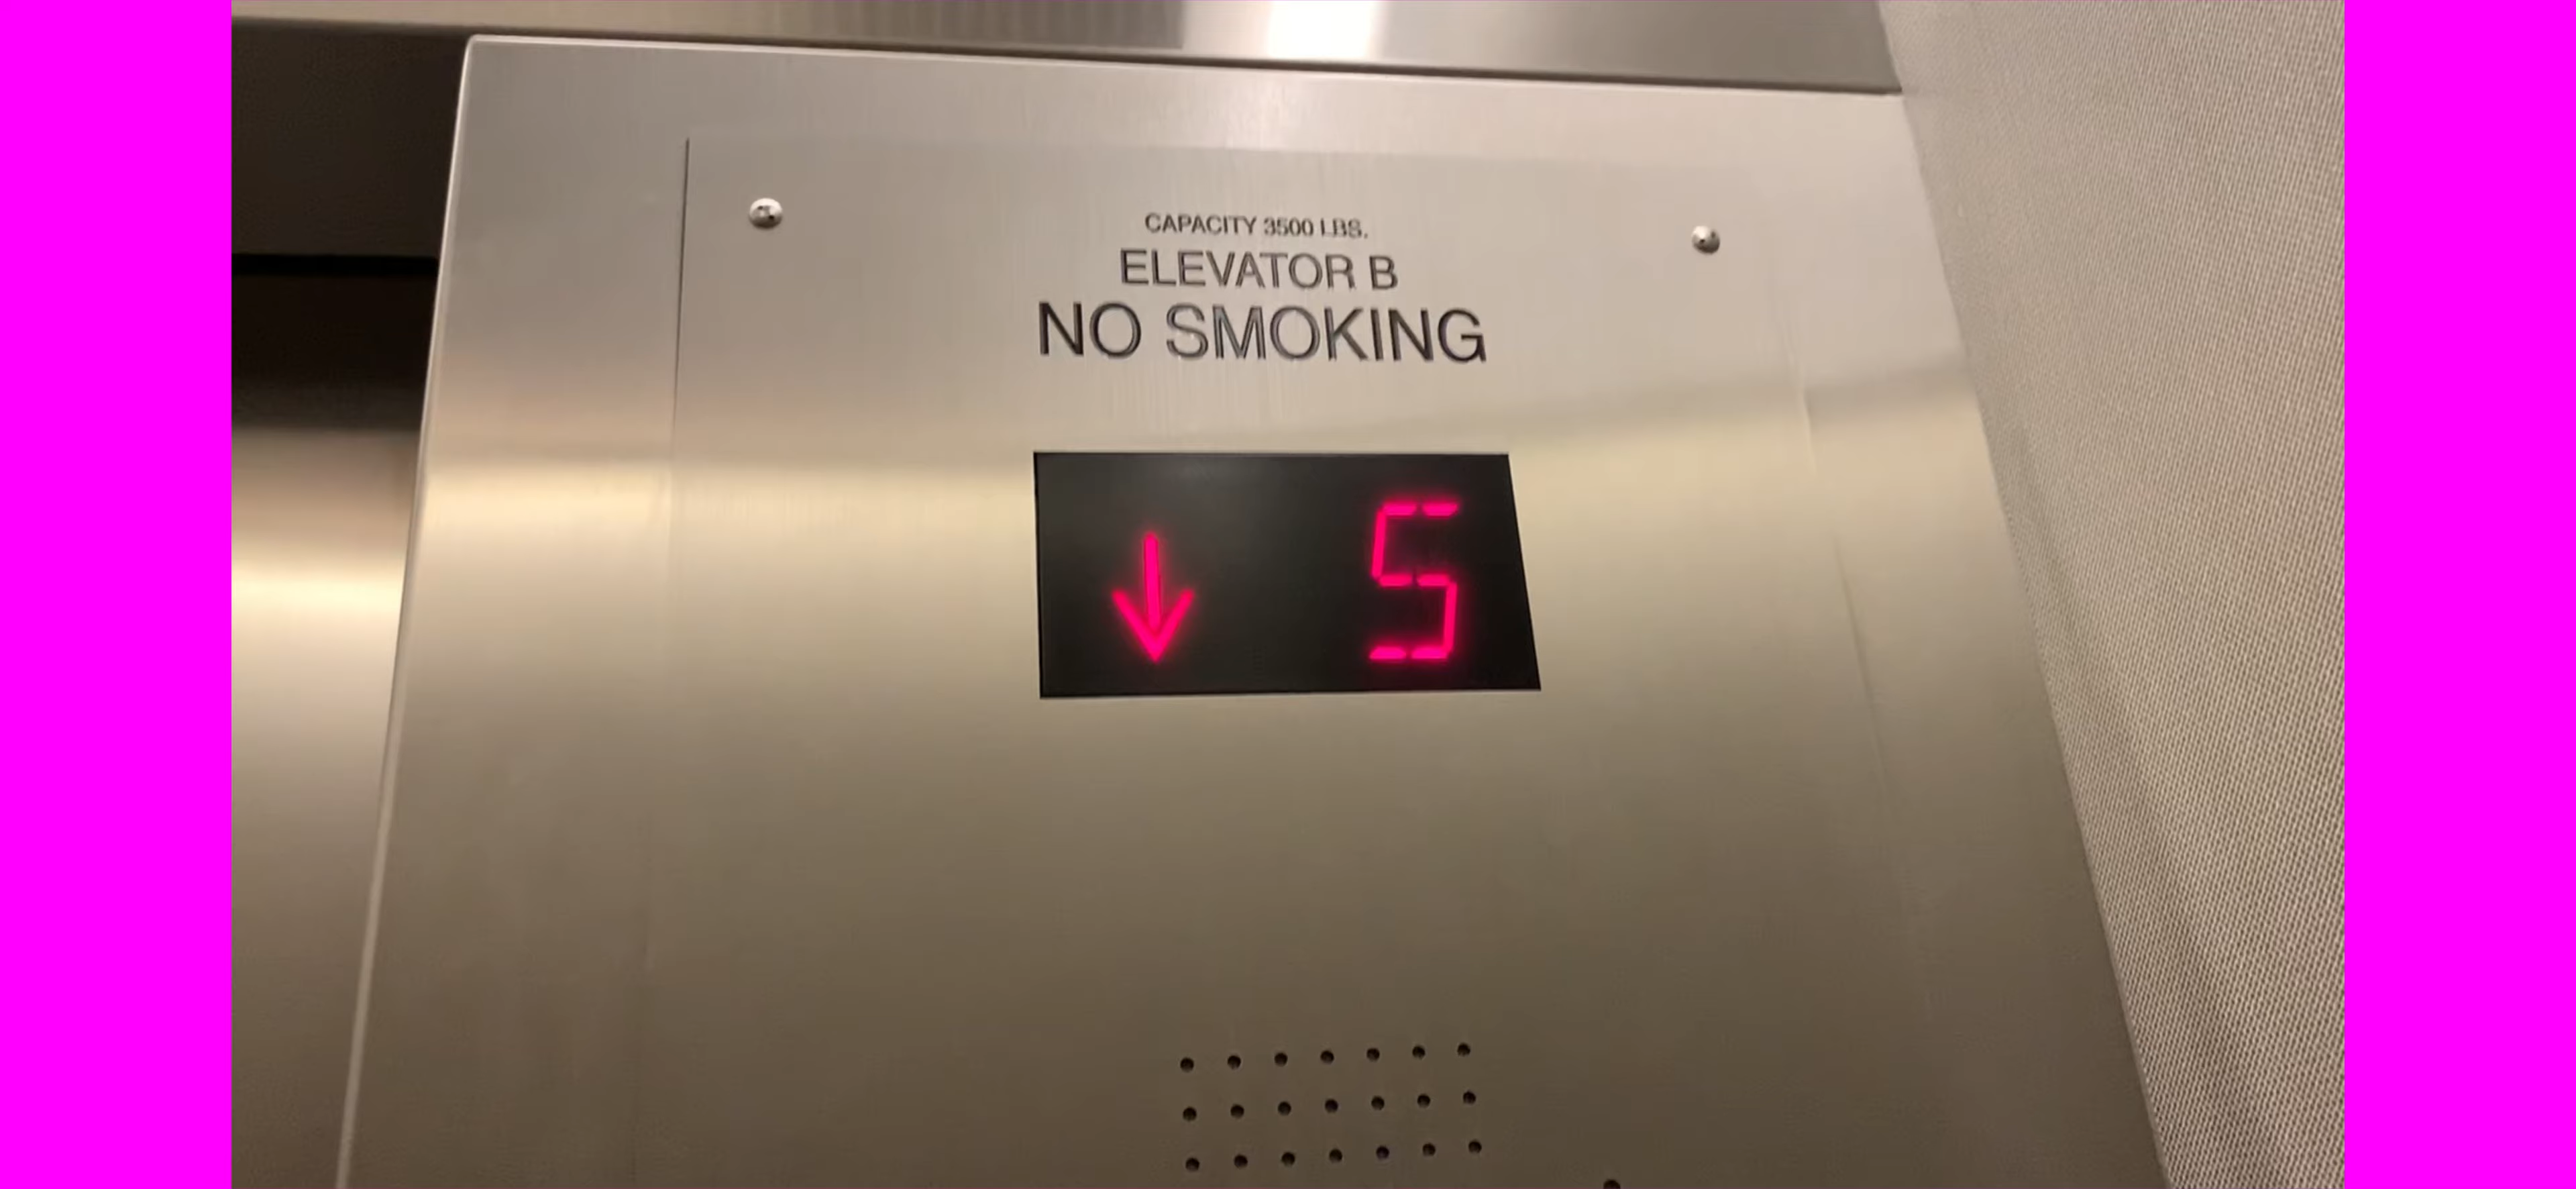 CAPACITY 3500 LBS.
ELEVATOR B
NO SMOKING
↓ 5